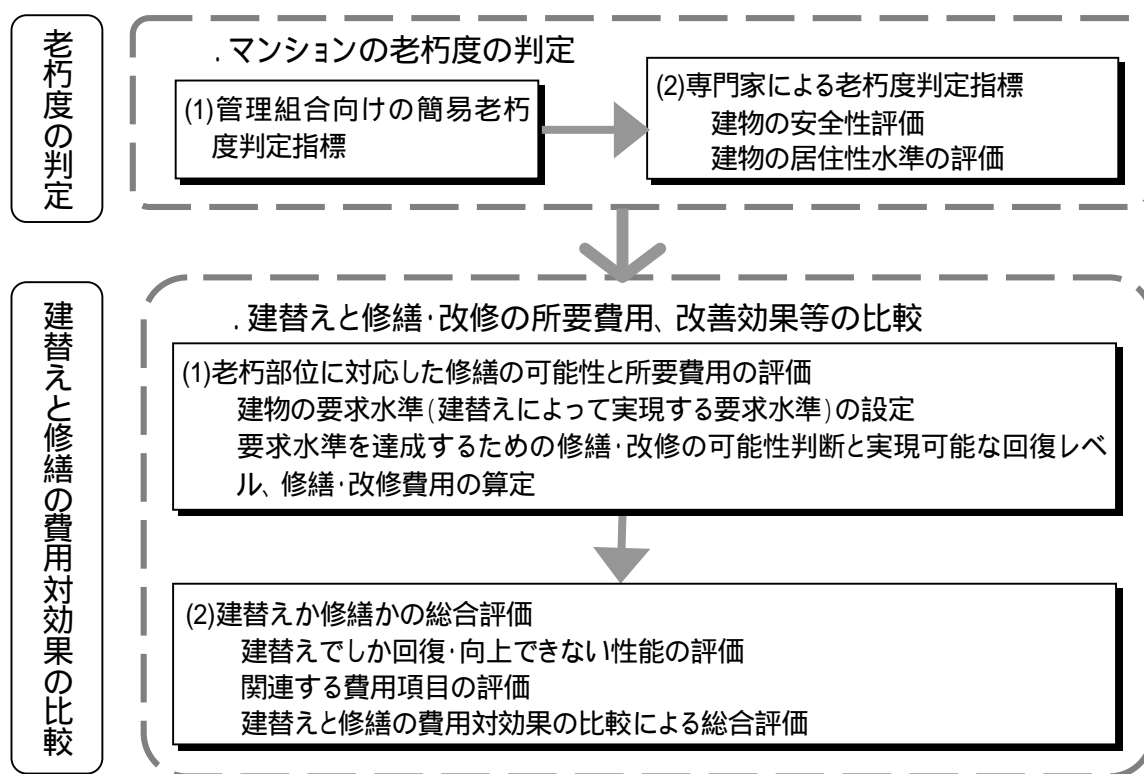 老朽度の判定
.マンションの老朽度の判定
(1)管理組合向けの簡易老朽
度判定指標
(2)専門家による老朽度判定指標
建物の安全性評価
建物の居住性水準の評価
建替えと修繕の費用対効果の比較
.建替えと修繕･改修の所要費用、改善効果等の比較
(1)老朽部位に対応した修繕の可能性と所要費用の評価
建物の要求水準(建替えによって実現する要求水準)の設定
要求水準を達成するための修繕･改修の可能性判断と実現可能な回復レベ
ル、修繕･改修費用の算定
(2)建替えか修繕かの総合評価
建替えでしか回復･向上できない性能の評価
関連する費用項目の評価
建替えと修繕の費用対効果の比較による総合評価